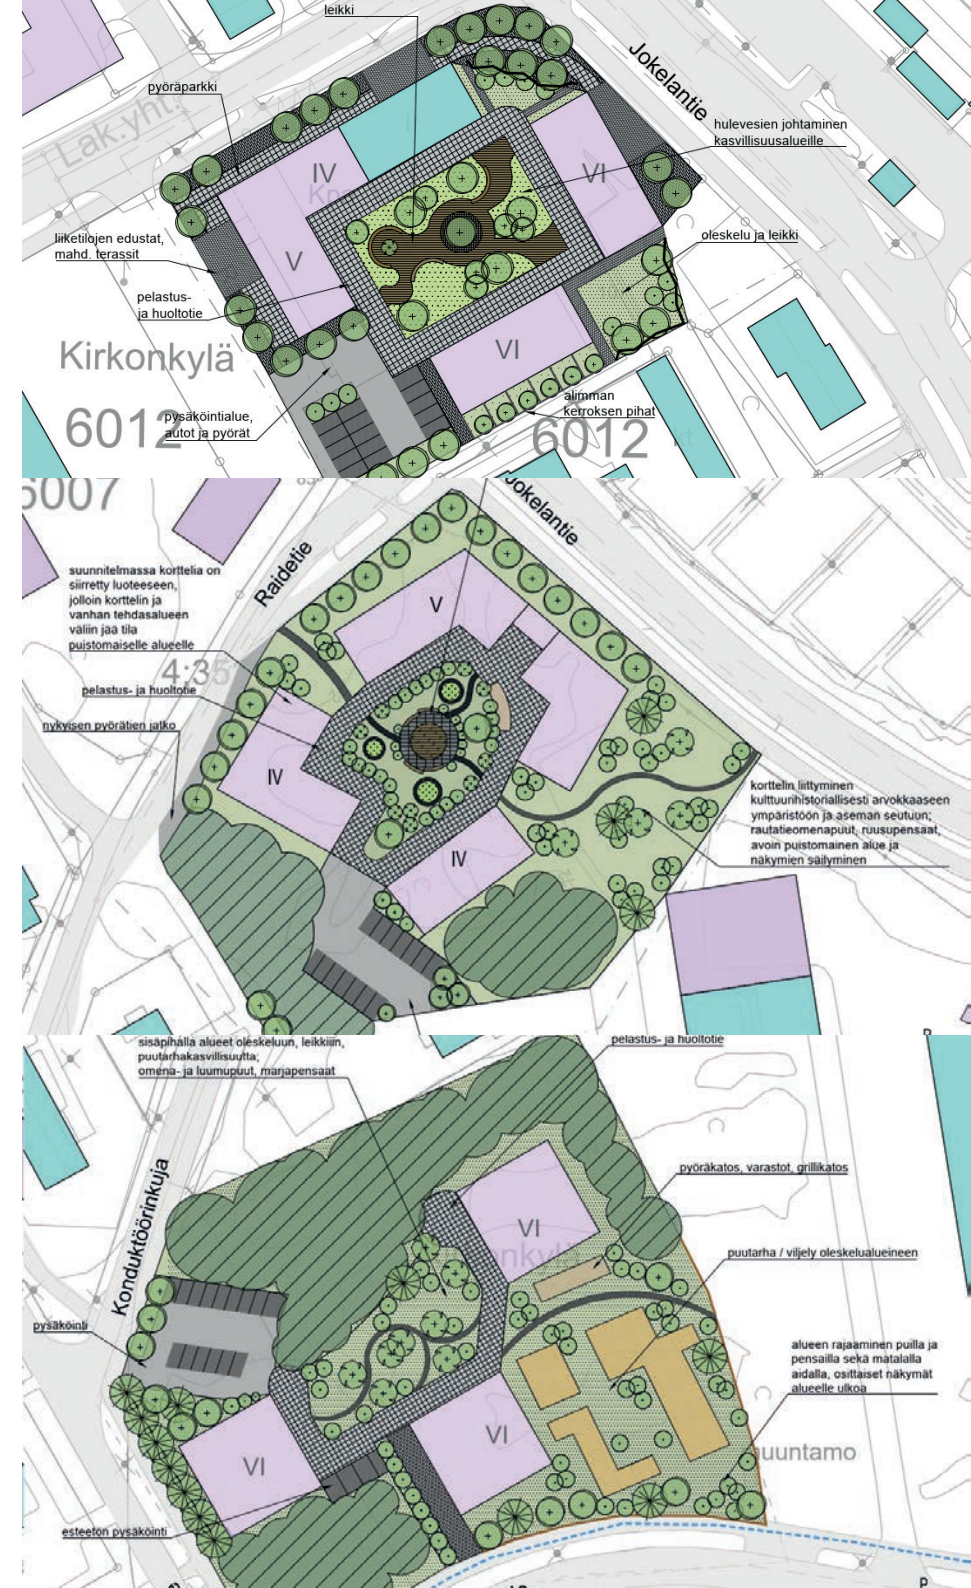 leikki
Jokelantie
pyöräparkki
Lak.yht.
hulevesien johtaminen
kasvillisuusalueille
IV
VI
liiketilojen edustat,
mahd. terassit
V
oleskelu ja leikki
pelastus-
ja huoltotie
Kirkonkylä
VI
6012
pysäköintialue,
autot ja pyörät
alimman
kerroksen pihat
6012
kt
6007
Jokelantie
Raidetie
suunnitelmassa korttelia on
siirretty luoteeseen,
jolloin korttelin ja
vanhan tehdasalueen
väliin jää tila
puistomaiselle alueelle
V
4:35
pelastus- ja huoltotie
nykyisen pyörätien jatko
IV
korttelin liittyminen
kulttuurihistoriallisesti arvokkaaseen
ympäristöön ja aseman seutuun;
rautatieomenapuut, ruusupensaat,
avoin puistomainen alue ja
näkymien säilyminen
IV
sisäpihalla alueet oleskeluun, leikkiin,
puutarhakasvillisuutta;
omena- ja luumupuut, marjapensaat
pelastus- ja huoltotie
Konduktöörinkuja
pyöräkatos, varastot, grillikatos
VI
puutarha / viljely oleskelualueineen
pysäköinti
alueen rajaaminen puilla ja
pensailla sekä matalalla
aidalla, osittaiset näkymät
alueelle ulkoa
VI
VI
huuntamo
esteetön pysäköinti